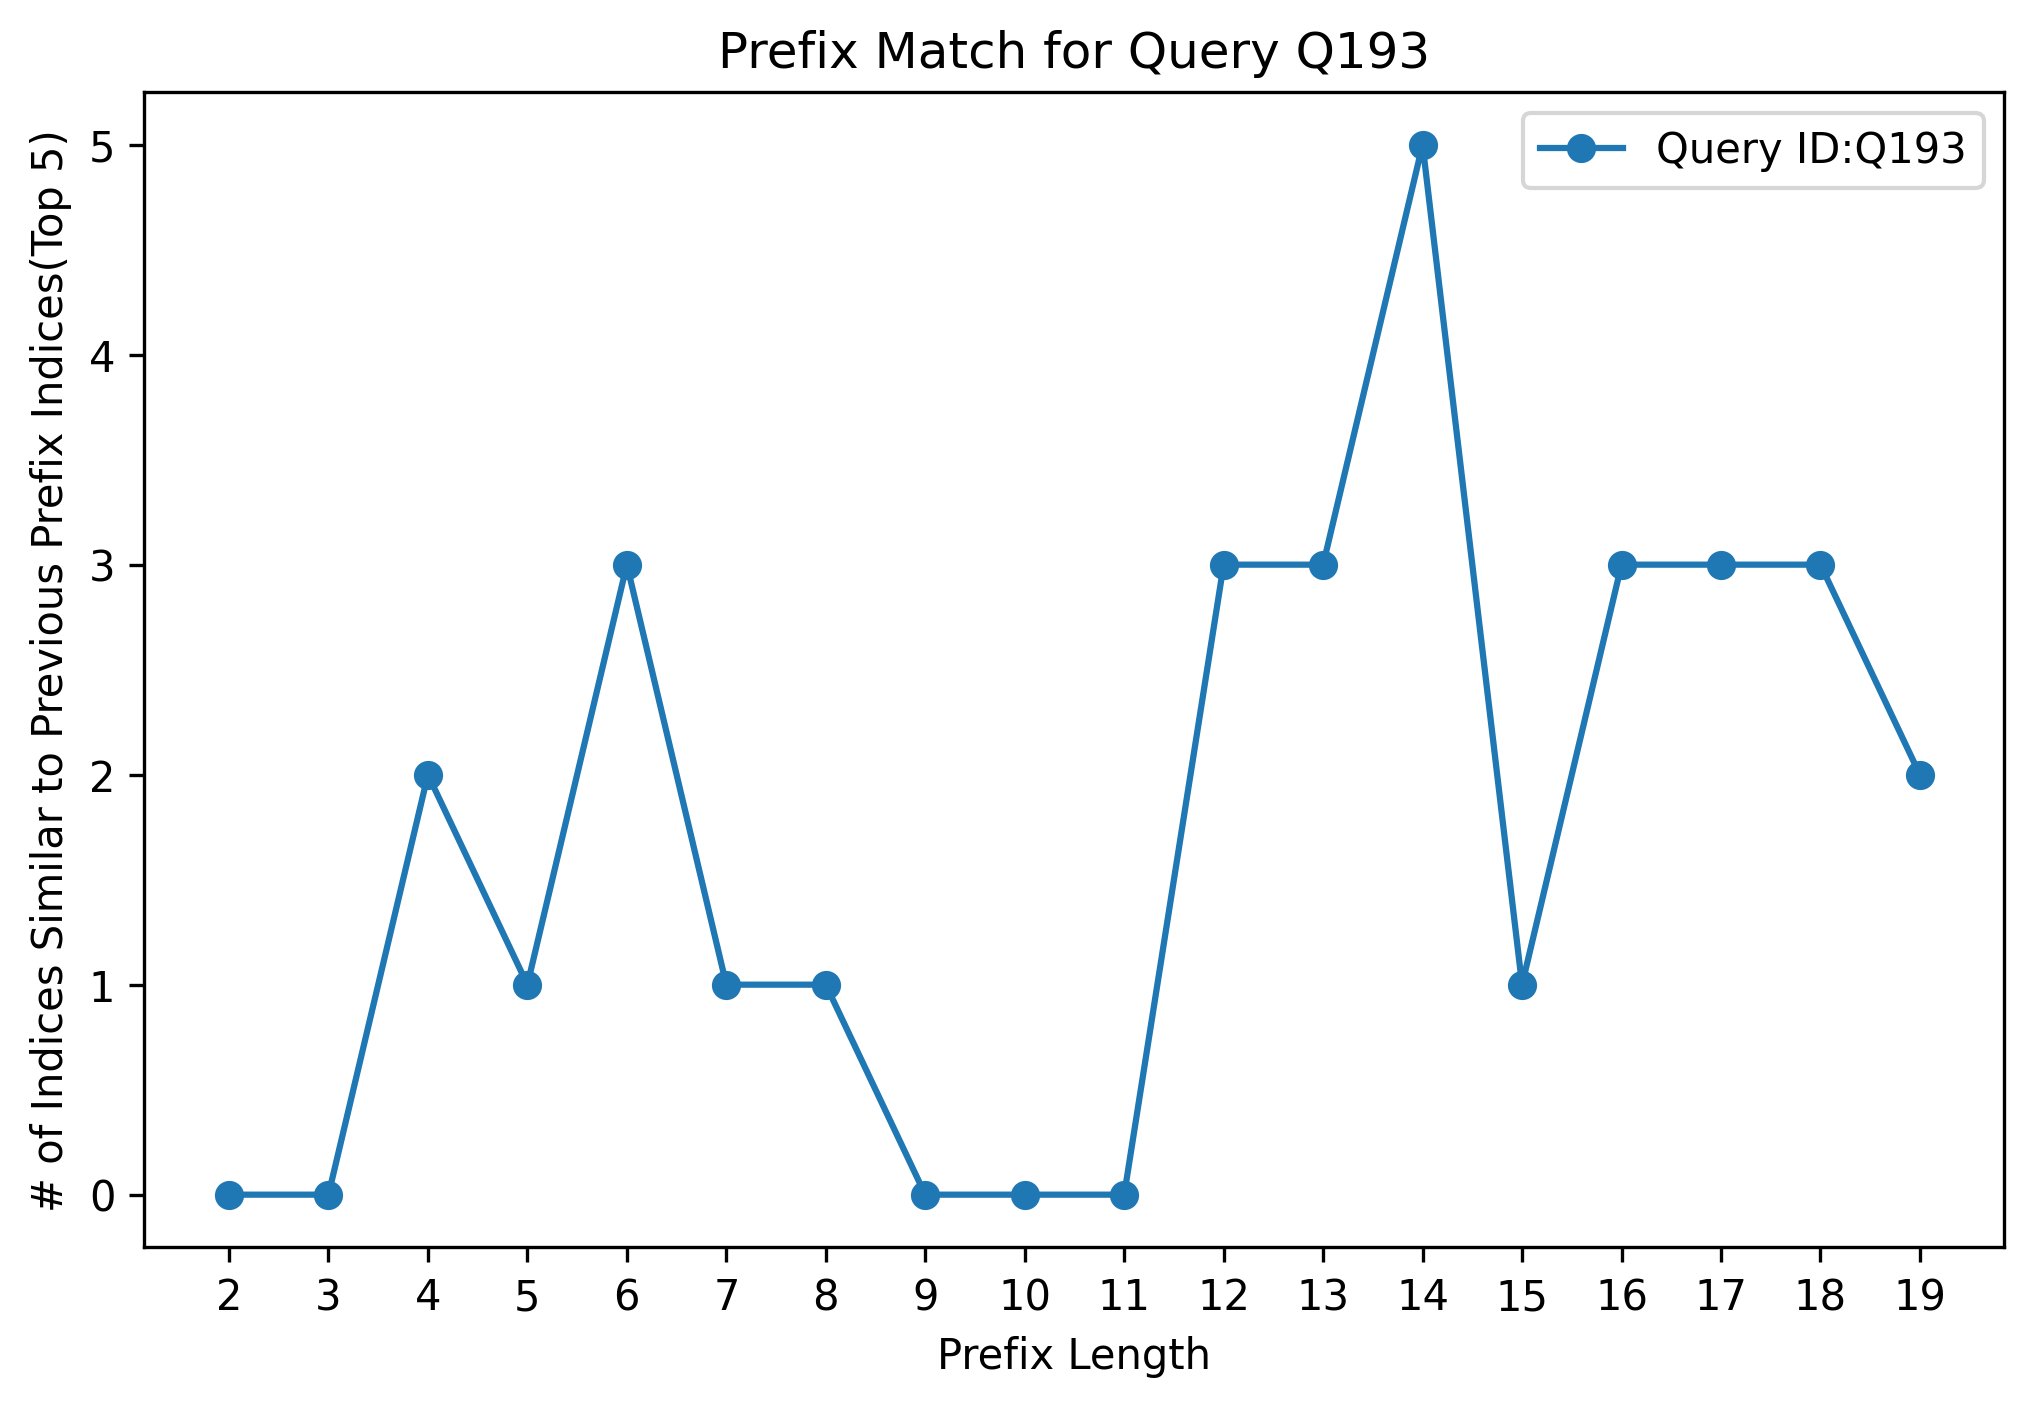 Prefix Match for Query Q193
Query ID:Q193
# of Indices Similar to Previous Prefix Indices(Top 5)
5
4
3
2
1
0
2 3 4 5 6 7 8 9 10 11 12 13 14 15 16 17 18 19
Prefix Length